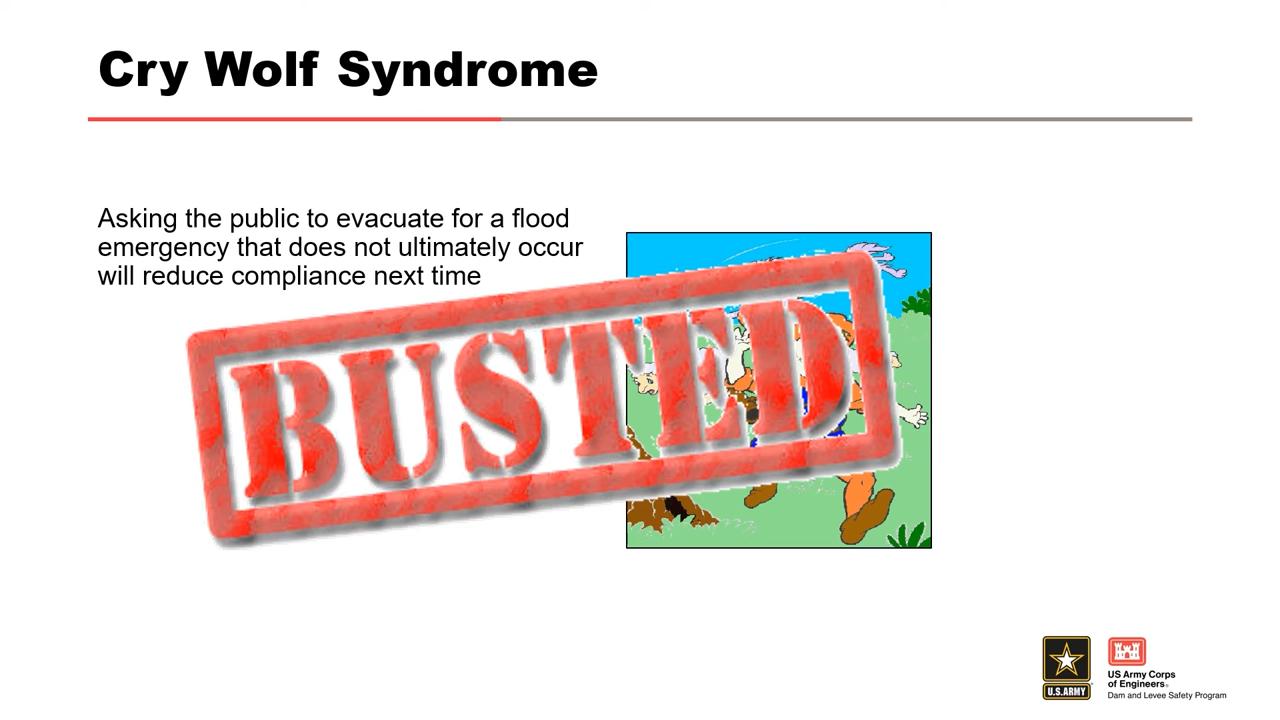 Cry Wolf Syndrome
Asking the public to evacuate for a flood
emergency that does not ultimately occur
will reduce compliance next time
BUSTED
U.S.ARMY
US Army Corps
of Engineers®
Dam and Levee Safety Program